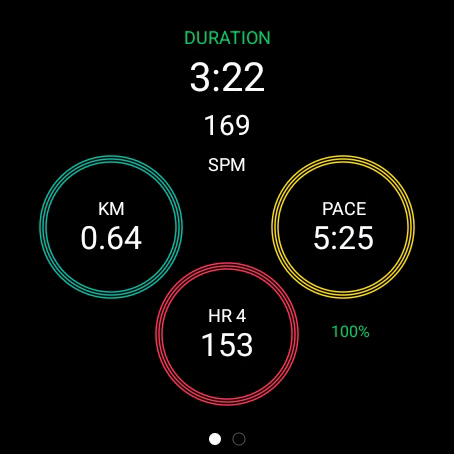 DURATION
3:22
169
SPM
KM
0.64
PACE
5:25
HR 4
153
100%